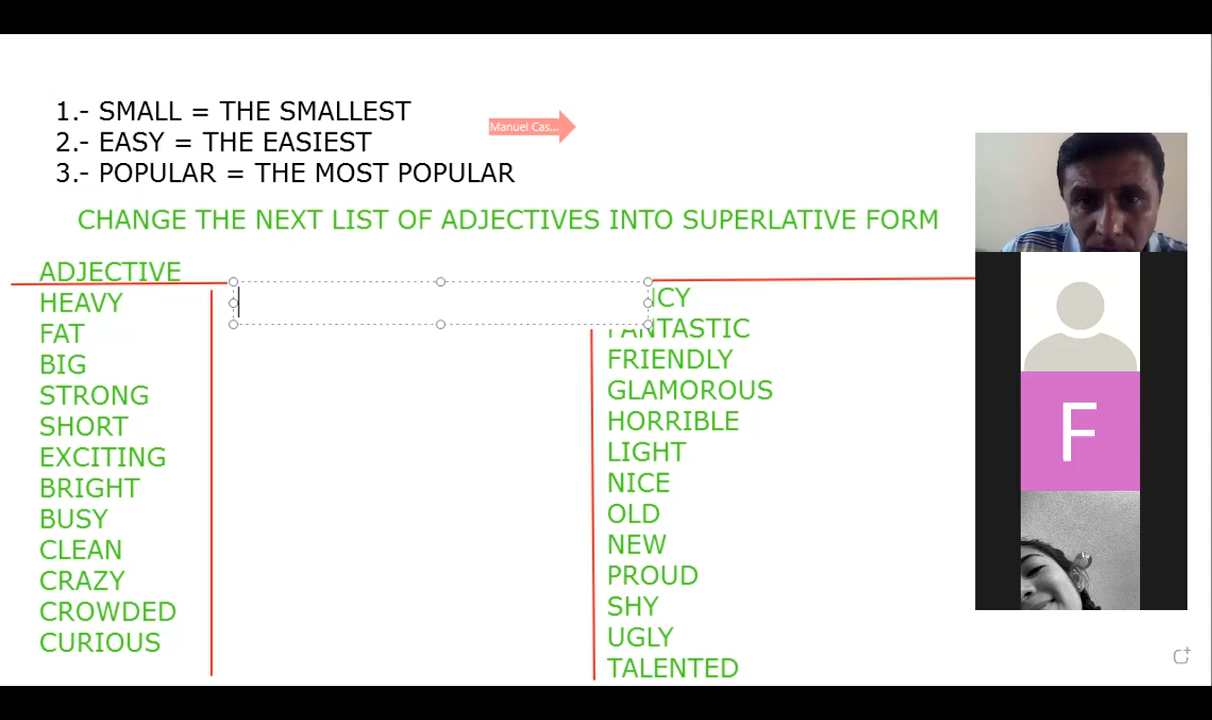 1.- SMALL = THE SMALLEST
2.- EASY = THE EASIEST
3.- POPULAR = THE MOST POPULAR
Manuel Cas...
CHANGE THE NEXT LIST OF ADJECTIVES INTO SUPERLATIVE FORM
ADJECTIVE
HEAVY
FAT
BIG
STRONG
SHORT
EXCITING
BRIGHT
BUSY
CLEAN
CRAZY
CROWDED
CURIOUS
FANTASTIC
FRIENDLY
GLAMOROUS
HORRIBLE
LIGHT
NICE
OLD
NEW
PROUD
SHY
UGLY
TALENTED
F